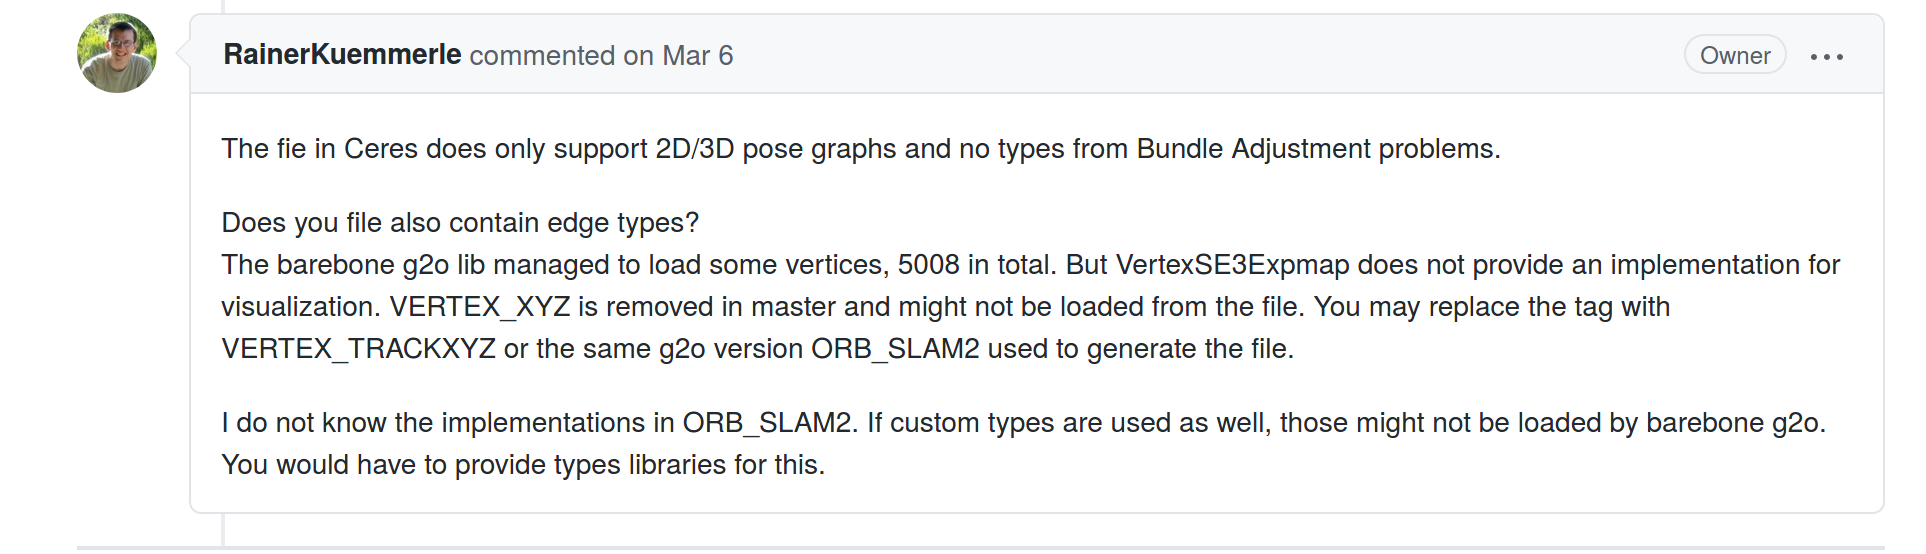 RainerKuemmerle commented on Mar 6
Owner
The fie in Ceres does only support 2D/3D pose graphs and no types from Bundle Adjustment problems.
Does you file also contain edge types?
The barebone g2o lib managed to load some vertices, 5008 in total. But VertexSE3Expmap does not provide an implementation for
visualization. VERTEX_XYZ is removed in master and might not be loaded from the file. You may replace the tag with
VERTEX_TRACKXYZ or the same g2o version ORB_SLAM2 used to generate the file.
I do not know the implementations in ORB_SLAM2. If custom types are used as well, those might not be loaded by barebone g2o.
You would have to provide types libraries for this.